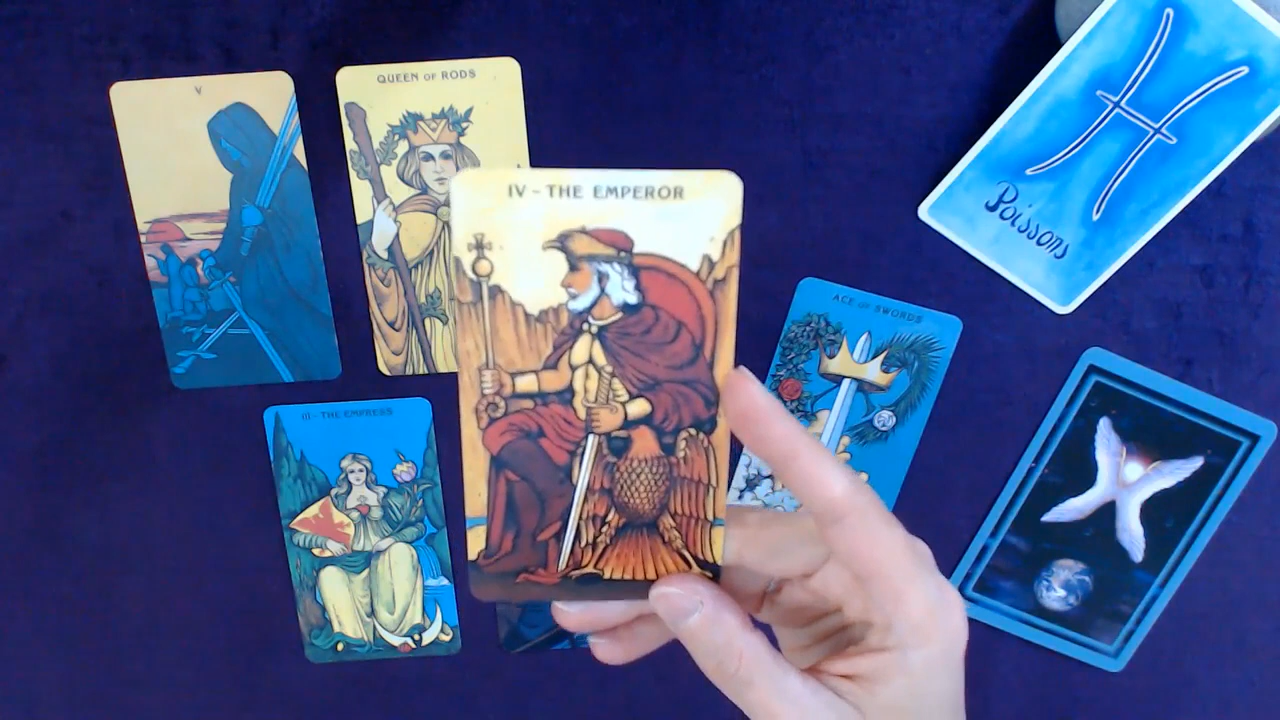 V
QUEEN OF RODS
IV - THE EMPEROR
Poissons
ACE OF SWORDS
III - THE EMPRESS